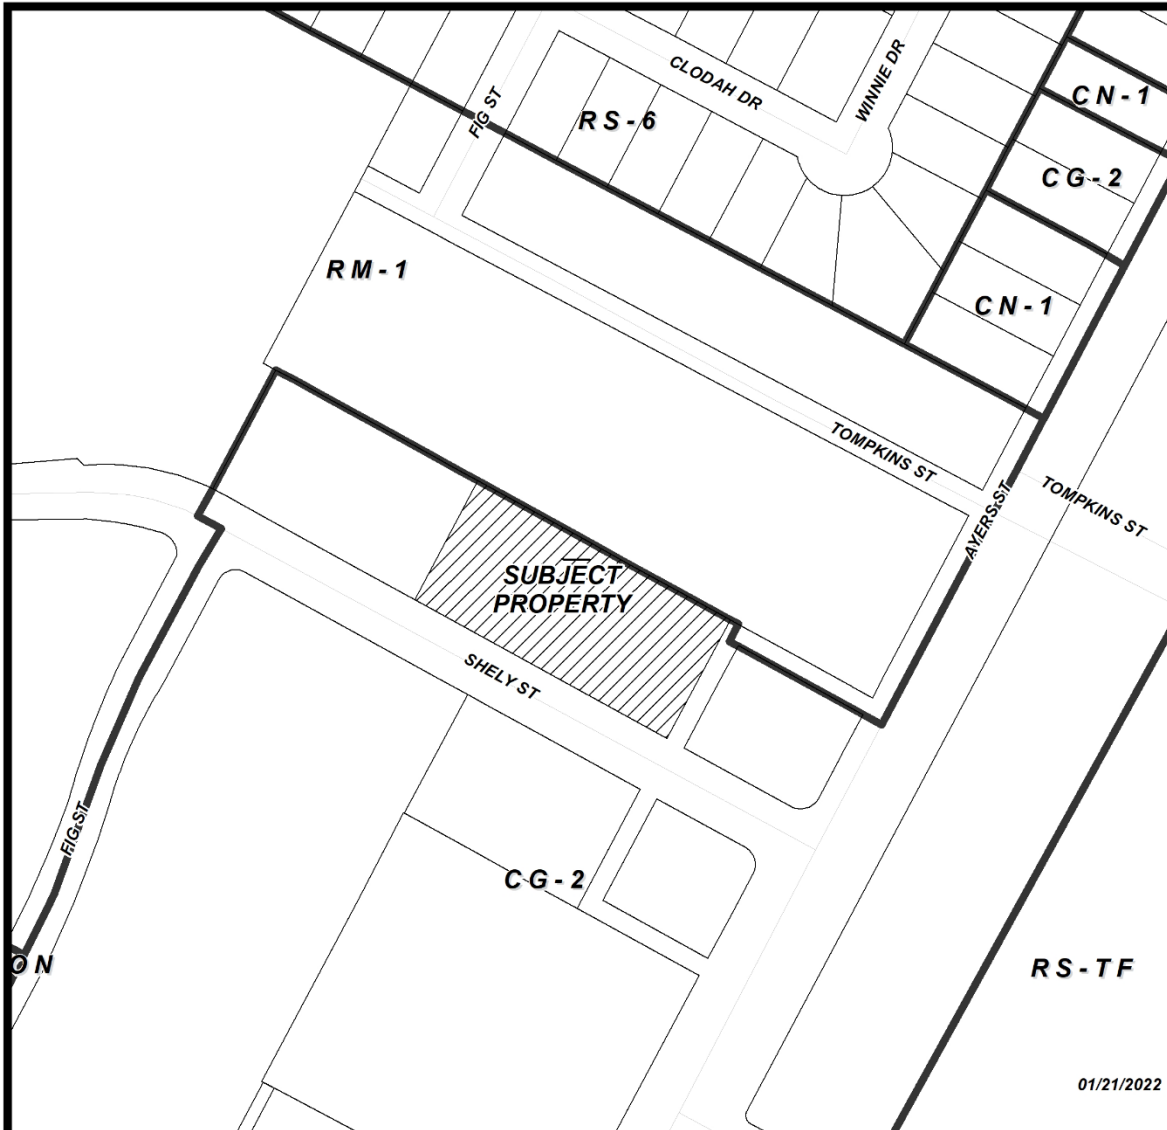 CLODAH DR
WINNIE DR
FIG ST
RS-6
CN-1
CG-2
RM-1
CN-1
TOMPKINS ST
AYERS ST
TOMPKINS ST
SUBJECT
PROPERTY
SHELY ST
FIG ST
CG-2
ON
RS-TF
01/21/2022